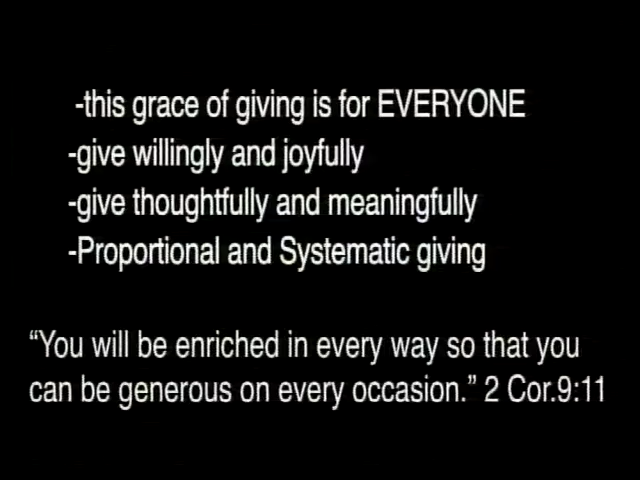 -this grace of giving is for EVERYONE
-give willingly and joyfully
-give thoughtfully and meaningfully
-Proportional and Systematic giving
“You will be enriched in every way so that you
can be generous on every occasion.” 2 Cor.9:11